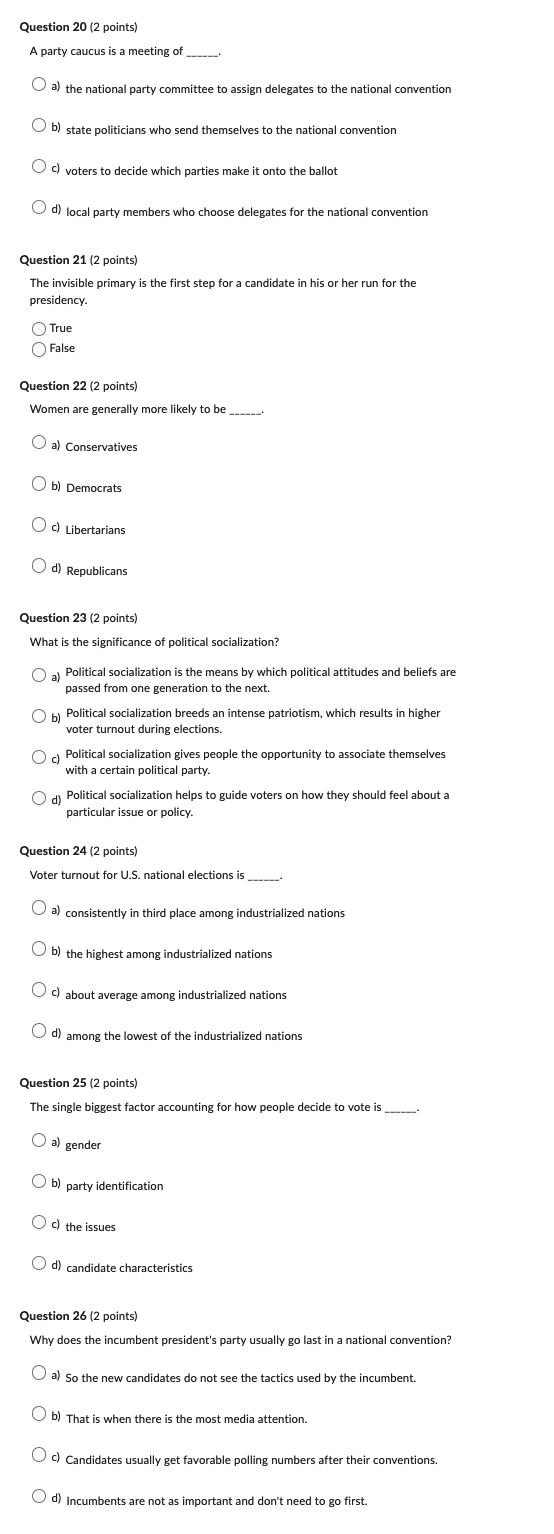 Question 20 (2 points)
A party caucus is a meeting of ______.
a) the national party committee to assign delegates to the national convention
b) state politicians who send themselves to the national convention
c) voters to decide which parties make it onto the ballot
d) local party members who choose delegates for the national convention
Question 21 (2 points)
The invisible primary is the first step for a candidate in his or her run for the
presidency.
True
False
Question 22 (2 points)
Women are generally more likely to be ______.
a) Conservatives
b) Democrats
c) Libertarians
d) Republicans
Question 23 (2 points)
What is the significance of political socialization?
a) Political socialization is the means by which political attitudes and beliefs are
passed from one generation to the next.
b) Political socialization breeds an intense patriotism, which results in higher
voter turnout during elections.
c) Political socialization gives people the opportunity to associate themselves
with a certain political party.
d) Political socialization helps to guide voters on how they should feel about a
particular issue or policy.
Question 24 (2 points)
Voter turnout for U.S. national elections is ______.
a) consistently in third place among industrialized nations
b) the highest among industrialized nations
c) about average among industrialized nations
d) among the lowest of the industrialized nations
Question 25 (2 points)
The single biggest factor accounting for how people decide to vote is ______.
a) gender
b) party identification
c) the issues
d) candidate characteristics
Question 26 (2 points)
Why does the incumbent president's party usually go last in a national convention?
a) So the new candidates do not see the tactics used by the incumbent.
b) That is when there is the most media attention.
c) Candidates usually get favorable polling numbers after their conventions.
d) Incumbents are not as important and don't need to go first.